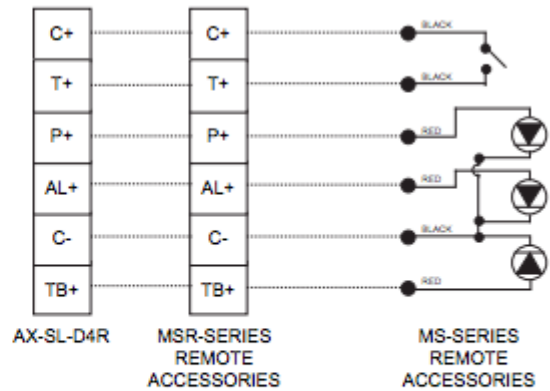 C+ C+ BLACK
T+ T+ BLACK
P+ P+ RED
AL+ AL+ RED
C- C- BLACK
TB+ TB+ RED
AX-SL-D4R MSR-SERIES MS-SERIES
REMOTE REMOTE
ACCESSORIES ACCESSORIES